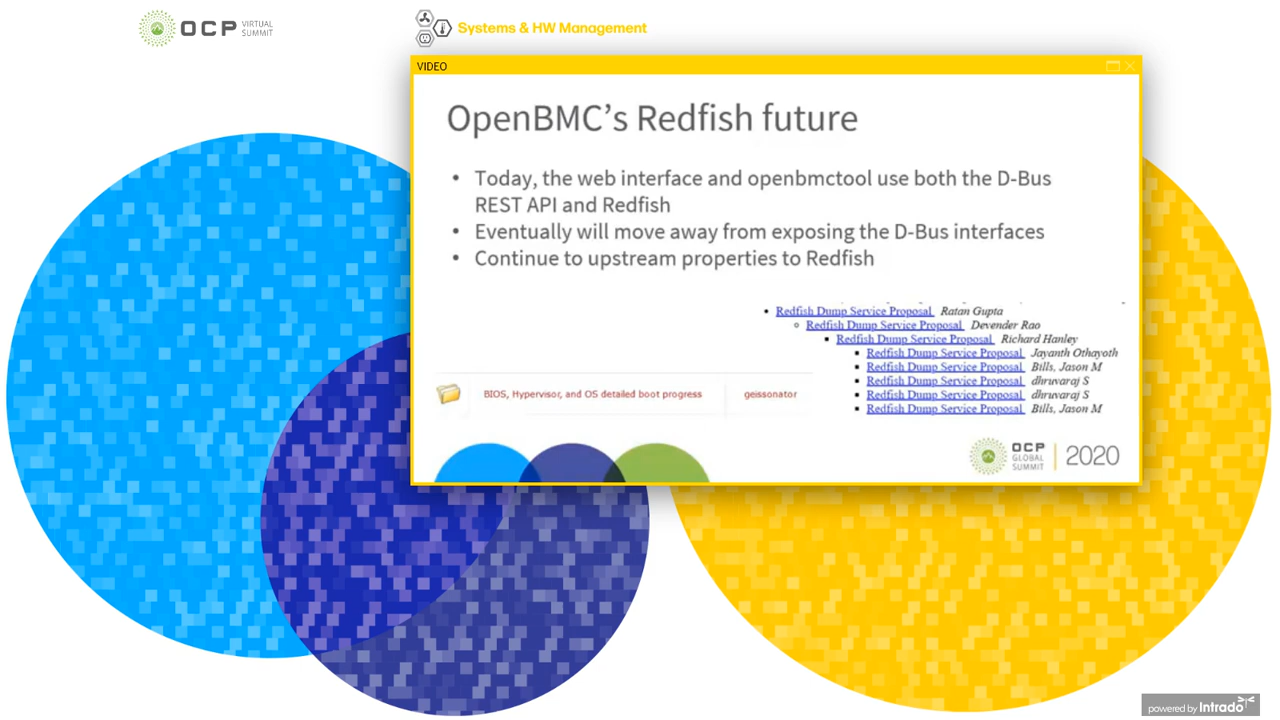 OCP VIRTUAL SUMMIT
Systems & HW Management
VIDEO
OpenBMC's Redfish future
• Today, the web interface and openbmctool use both the D-Bus
REST API and Redfish
• Eventually will move away from exposing the D-Bus interfaces
• Continue to upstream properties to Redfish
Redfish Dump Service Proposal Ratan Gupta
Redfish Dump Service Proposal Devender Rao
Redfish Dump Service Proposal Richard Hanley
Redfish Dump Service Proposal Jayanth Othayoth
Redfish Dump Service Proposal Bills, Jason M
Redfish Dump Service Proposal dhruvaraj S
Redfish Dump Service Proposal dhruvaraj S
Redfish Dump Service Proposal Bills, Jason M
BIOS, Hypervisor, and OS detailed boot progress geissonator
OCP GLOBAL SUMMIT 2020
powered by Intrado